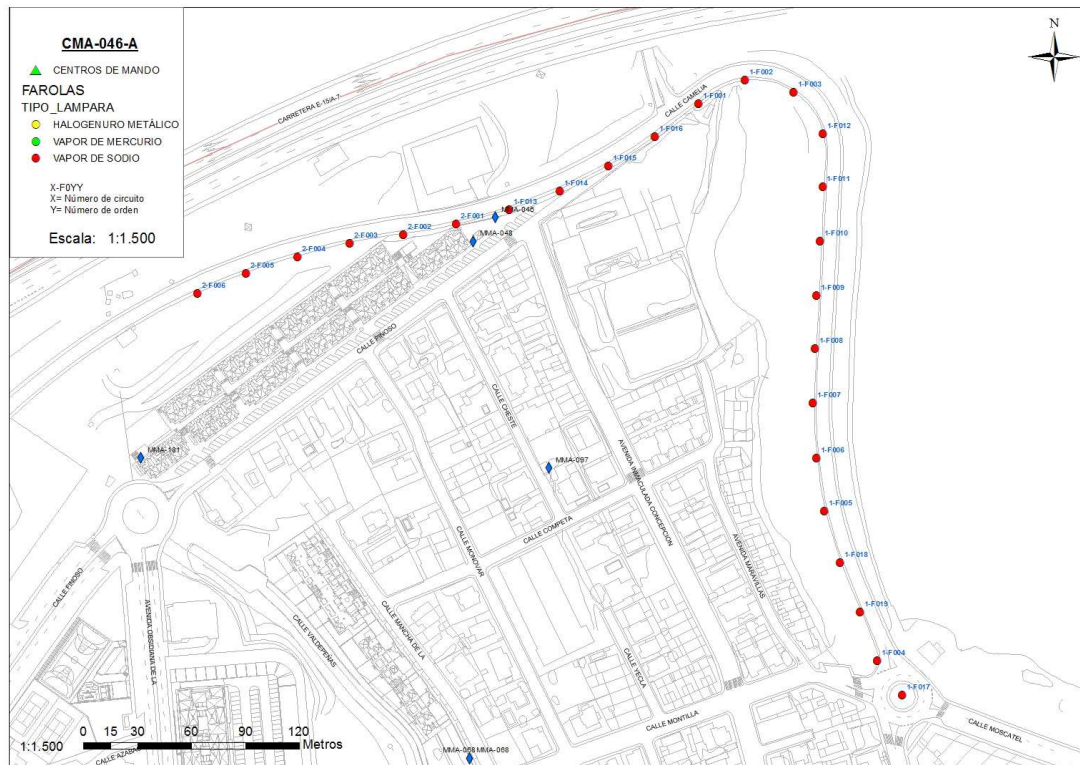 CMA-046-A
CENTROS DE MANDO
FAROLAS
TIPO_LAMPARA
HALOGENURO METÁLICO
VAPOR DE MERCURIO
VAPOR DE SODIO
X-F0YY
X= Número de circuito
Y= Número de orden
Escala: 1:1.500
N
CARRETERA E-15/A-7
CALLE CAMELIA
1-F002
1-F003
1-F001
1-F012
1-F016
1-F015
1-F011
1-F014
1-F013
MMA-048
2-F001
2-F002
1-F010
2-F003
2-F004
2-F005
2-F006
1-F009
CALLE PINOSO
1-F008
CALLE CHESTE
1-F007
AVENIDA INMACULADA CONCEPCION
MMA-181
MMA-097
1-F006
1-F005
CALLE COMPETA
CALLE MONOVAR
AVENIDA MARAVILLAS
1-F018
CALLE PINOSO
AVENIDA OBSIDIANA DE LA
CALLE VALDEPEÑAS
CALLE MANCHA DE LA
1-F019
CALLE YECLA
1-F004
1-F017
CALLE MONTILLA
CALLE MOSCATEL
MMA-068 MMA-068
1:1.500
0 15 30 60 90 120
Metros